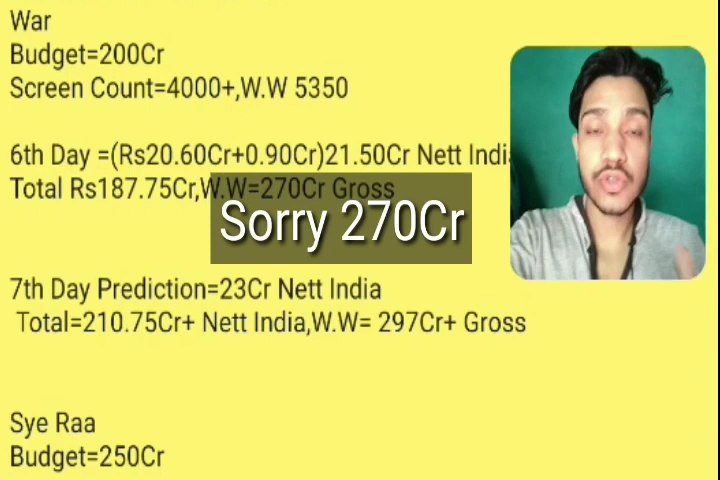 War
Budget=200Cr
Screen Count=4000+,W.W 5350
6th Day =(Rs20.60Cr+0.90Cr)21.50Cr Nett Indi
Total Rs187.75Cr,W.W=270Cr Gross
Sorry 270Cr
7th Day Prediction=23Cr Nett India
Total=210.75Cr+ Nett India,W.W= 297Cr+ Gross
Sye Raa
Budget=250Cr